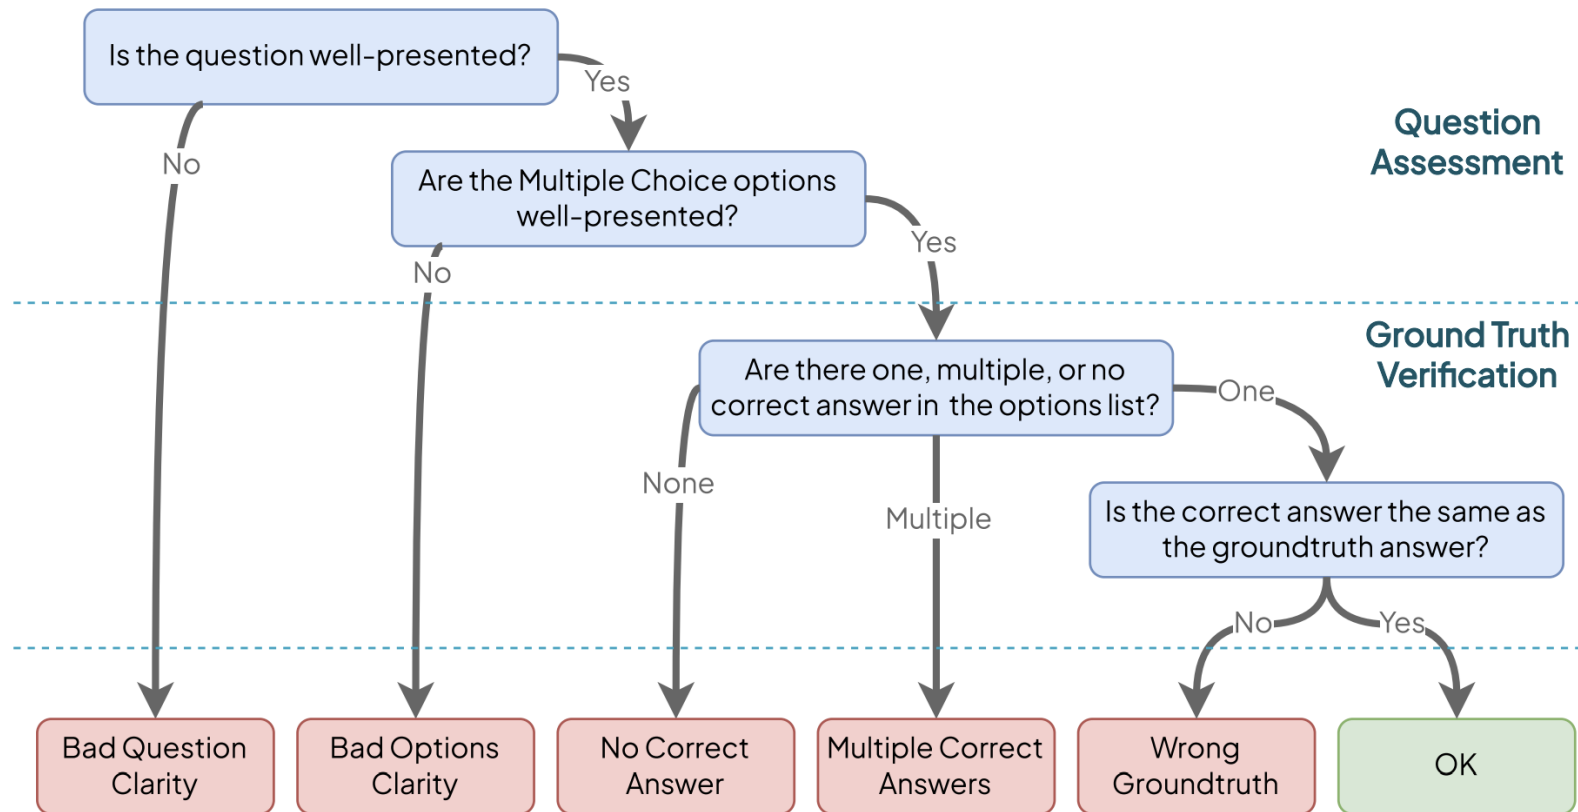 Is the question well-presented?
Yes
No
Question
Assessment
Are the Multiple Choice options
well-presented?
Yes
No
Ground Truth
Verification
Are there one, multiple, or no
correct answer in the options list?
One
None
Multiple
Is the correct answer the same as
the groundtruth answer?
No
Yes
Bad Question
Clarity
Bad Options
Clarity
No Correct
Answer
Multiple Correct
Answers
Wrong
Groundtruth
OK